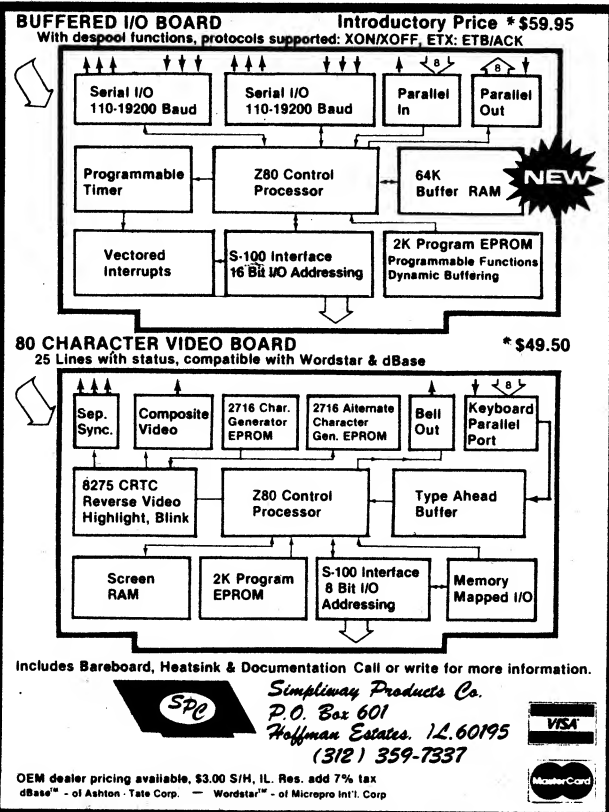 BUFFERED I/O BOARD Introductory Price * $59.95
With despool functions, protocols supported: XON/XOFF, ETX: ETB/ACK
8 8
Serial I/O
110-19200 Baud
Serial I/O
110-19200 Baud
Parallel
In
Parallel
Out
Programmable
Timer
Z80 Control
Processor
64K
Buffer RAM
NEW
Vectored
Interrupts
S-100 Interface
16 Bit I/O Addressing
2K Program EPROM
Programmable Functions
Dynamic Buffering
80 CHARACTER VIDEO BOARD * $49.50
25 Lines with status, compatible with Wordstar & dBase
8
Sep.
Sync.
Composite
Video
2716 Char.
Generator
EPROM
2716 Alternate
Character
Gen. EPROM
Bell
Out
Keyboard
Parallel
Port
8275 CRTC
Reverse Video
Highlight, Blink
Z80 Control
Processor
Type Ahead
Buffer
Screen
RAM
2K Program
EPROM
S-100 Interface
8 Bit I/O
Addressing
Memory
Mapped I/O
Includes Bareboard, Heatsink & Documentation Call or write for more information.
SPC
Simpliway Products Co.
P.O. Box 601
Hoffman Estates, IL. 60195
(312) 359-7337
VISA
MasterCard
OEM dealer pricing available, $3.00 S/H, IL. Res. add 7% tax
dBase™ - of Ashton - Tate Corp. — Wordstar™ - of Micropro Int'l. Corp